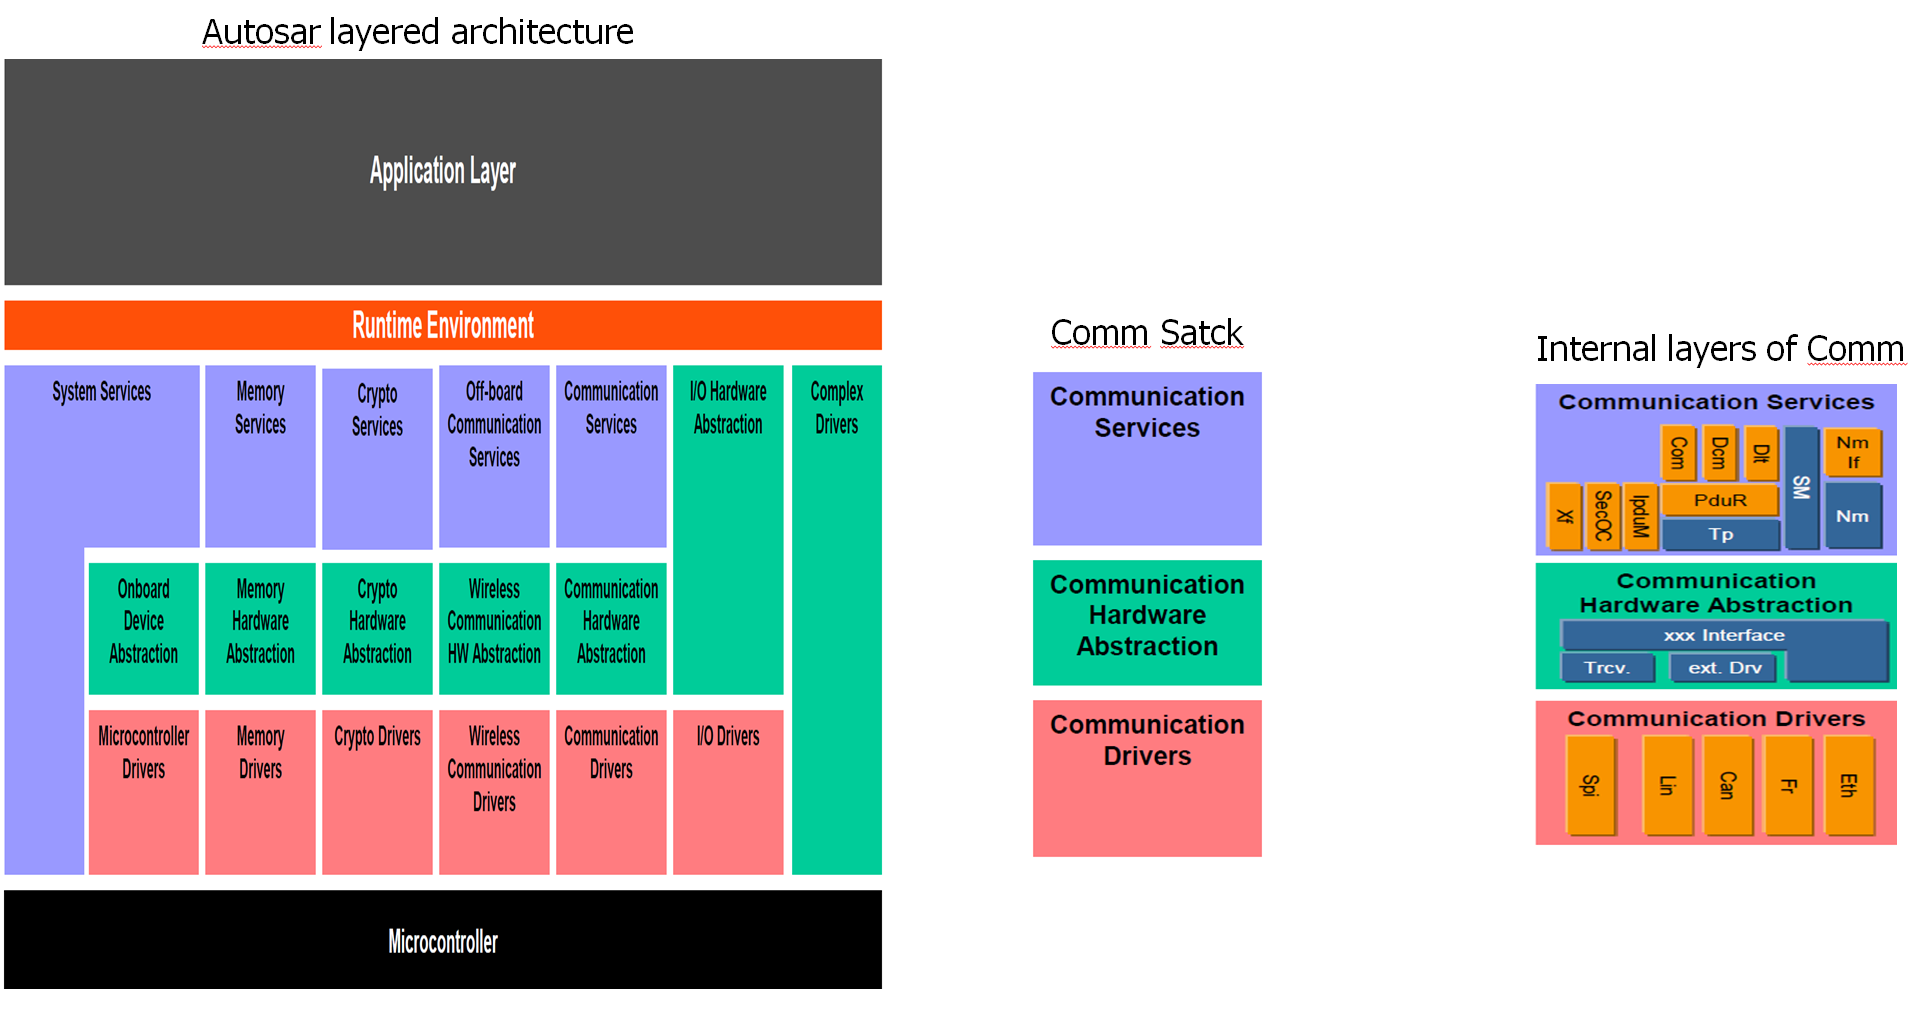 Autosar layered architecture
Application Layer
Runtime Environment
System Services
Memory
Services
Crypto
Services
Off-board
Communication
Services
Communication
Services
I/O Hardware
Abstraction
Complex
Drivers
Onboard
Device
Abstraction
Memory
Hardware
Abstraction
Crypto
Hardware
Abstraction
Wireless
Communication
HW Abstraction
Communication
Hardware
Abstraction
Microcontroller
Drivers
Memory
Drivers
Crypto Drivers
Wireless
Communication
Drivers
Communication
Drivers
I/O Drivers
Microcontroller
Comm Satck
Communication
Services
Communication
Hardware
Abstraction
Communication
Drivers
Internal layers of Comm
Communication Services
Com
Dcm
Dlt
SM
Nm
If
Xf
SecOC
IpduM
PduR
Tp
Nm
Communication
Hardware Abstraction
xxx Interface
Trcv.
ext. Drv
Communication Drivers
Spi
Lin
Can
Fr
Eth